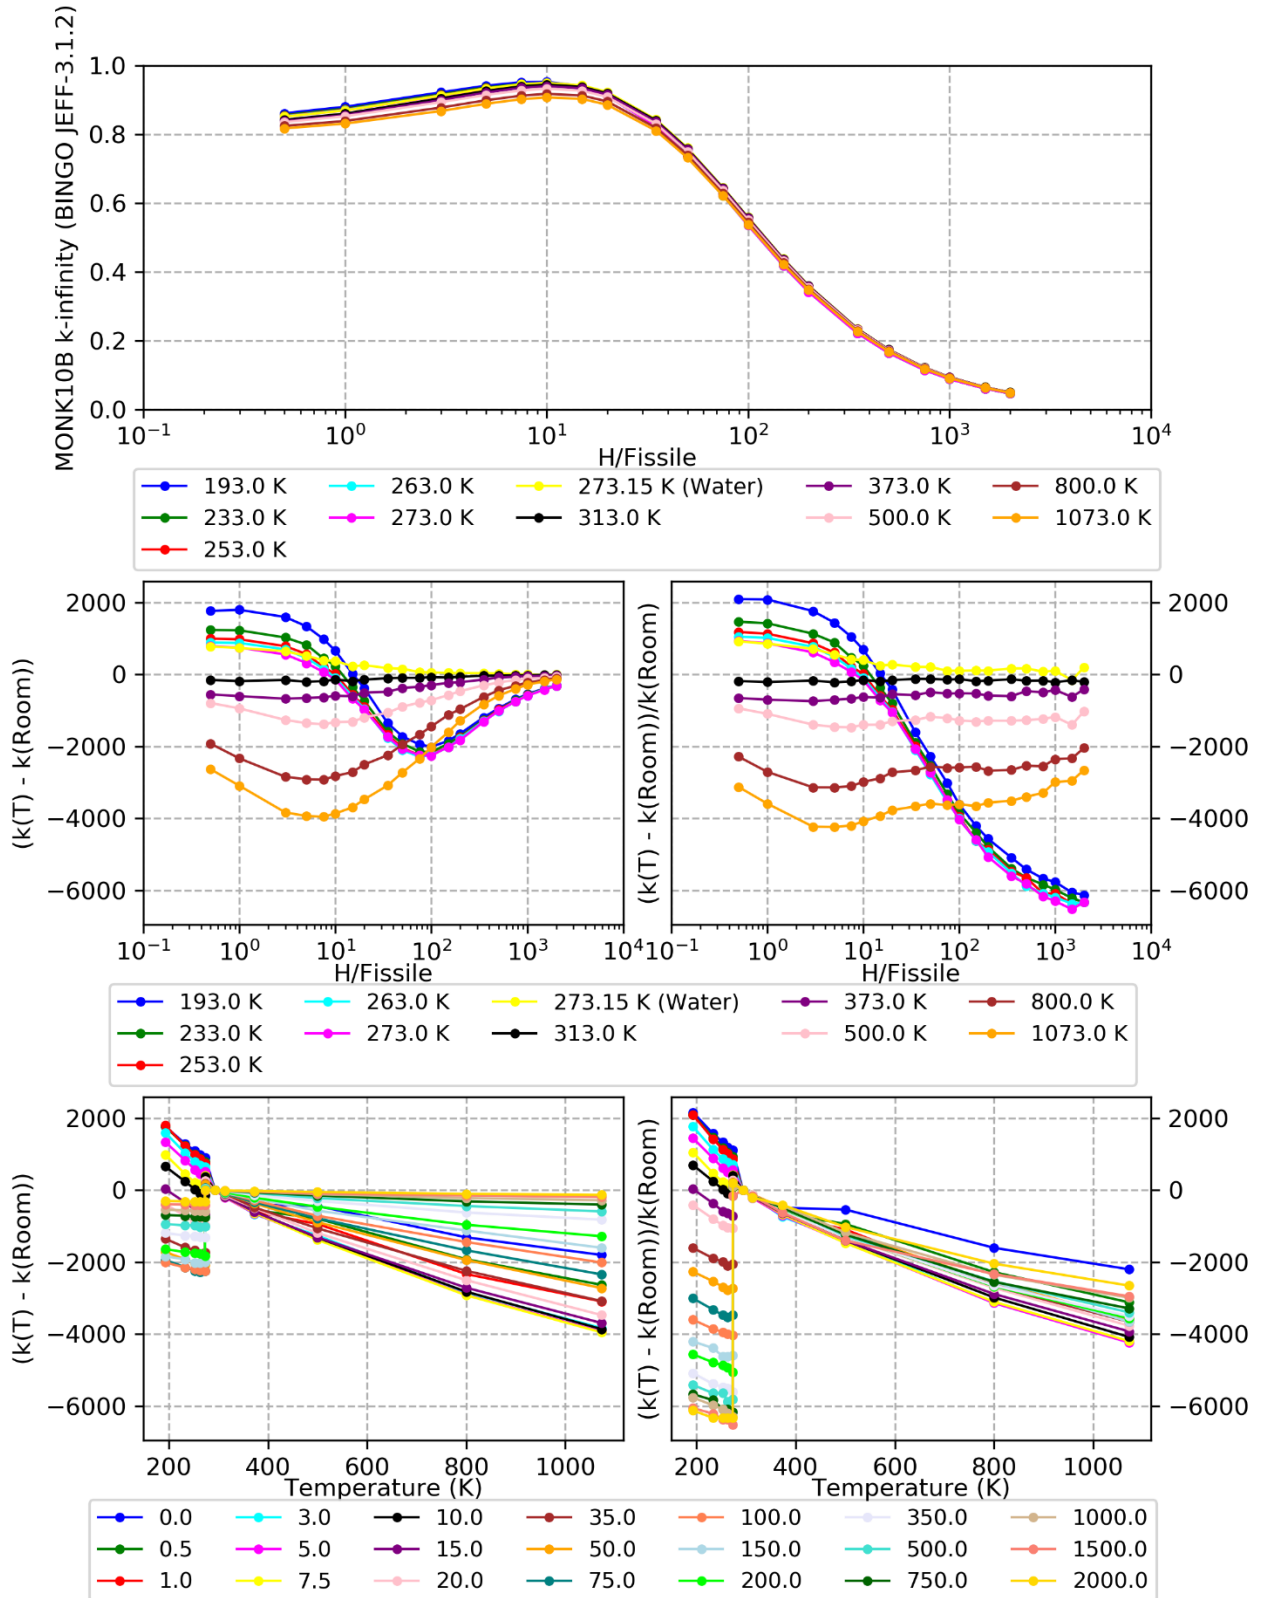 MONK10B k-infinity (BINGO JEFF-3.1.2)
1.0
0.8
0.6
0.4
0.2
0.0
10⁻¹ 10⁰ 10¹ 10² 10³ 10⁴
H/Fissile
193.0 K 263.0 K 273.15 K (Water) 373.0 K 800.0 K
233.0 K 273.0 K 313.0 K 500.0 K 1073.0 K
253.0 K
(k(T) - k(Room))
2000
0
−2000
−4000
−6000
10⁻¹ 10⁰ 10¹ 10² 10³ 10⁴
H/Fissile
(k(T) - k(Room))/k(Room)
2000
0
−2000
−4000
−6000
10⁻¹ 10⁰ 10¹ 10² 10³ 10⁴
H/Fissile
193.0 K 263.0 K 273.15 K (Water) 373.0 K 800.0 K
233.0 K 273.0 K 313.0 K 500.0 K 1073.0 K
253.0 K
(k(T) - k(Room))
2000
0
−2000
−4000
−6000
200 400 600 800 1000
Temperature (K)
(k(T) - k(Room))/k(Room)
2000
0
−2000
−4000
−6000
200 400 600 800 1000
Temperature (K)
0.0 3.0 10.0 35.0 100.0 350.0 1000.0
0.5 5.0 15.0 50.0 150.0 500.0 1500.0
1.0 7.5 20.0 75.0 200.0 750.0 2000.0